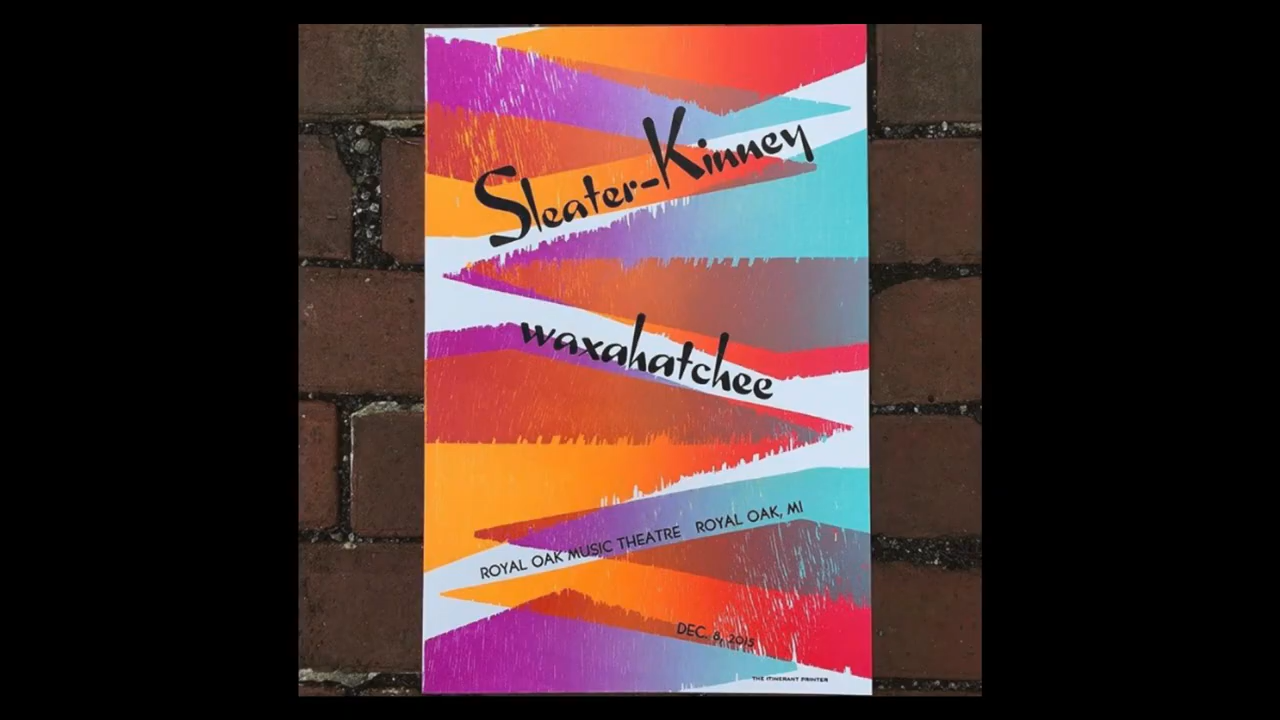 Sleater-Kinney
waxahatchee
ROYAL OAK MUSIC THEATRE ROYAL OAK, MI
DEC. 8, 2015
THE ITINERANT PRINTER